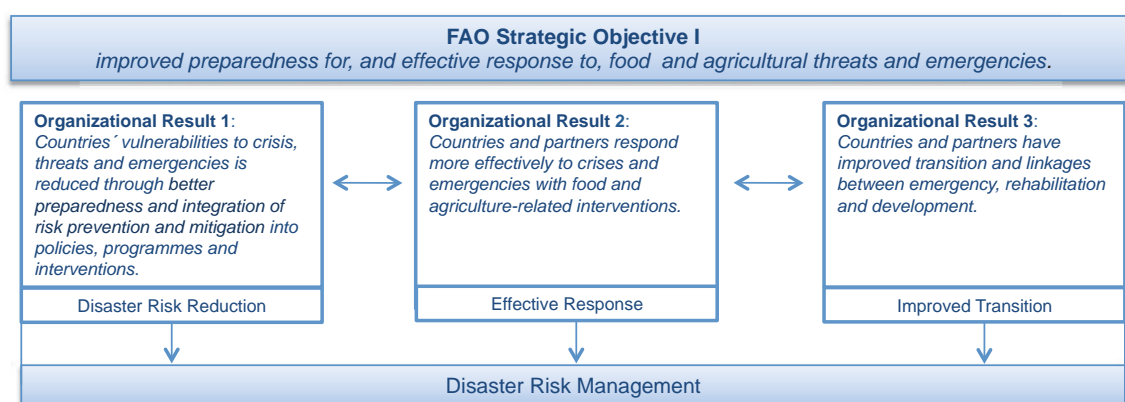 FAO Strategic Objective I
improved preparedness for, and effective response to, food and agricultural threats and emergencies.
Organizational Result 1:
Countries´ vulnerabilities to crisis,
threats and emergencies is
reduced through better
preparedness and integration of
risk prevention and mitigation into
policies, programmes and
interventions.
Disaster Risk Reduction
Organizational Result 2:
Countries and partners respond
more effectively to crises and
emergencies with food and
agriculture-related interventions.
Effective Response
Organizational Result 3:
Countries and partners have
improved transition and linkages
between emergency, rehabilitation
and development.
Improved Transition
Disaster Risk Management